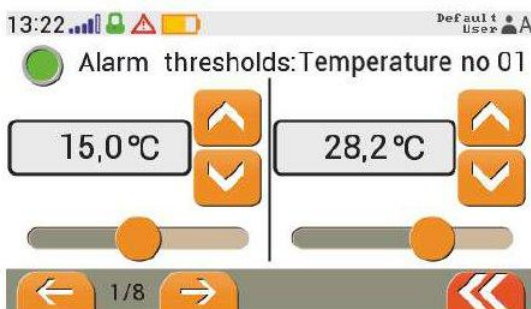 13:22 Default
User A
Alarm thresholds: Temperature no 01
15,0°C 28,2°C
1/8